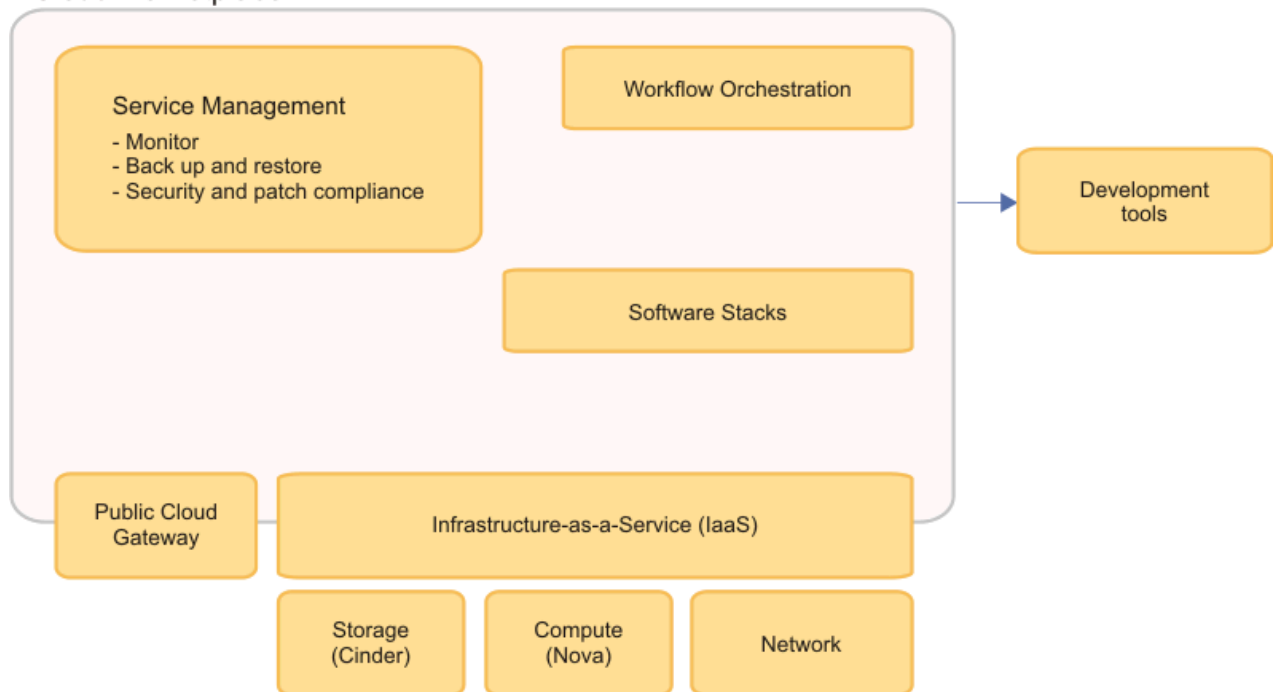 Service Management
- Monitor
- Back up and restore
- Security and patch compliance
Workflow Orchestration
Development
tools
Software Stacks
Public Cloud
Gateway
Infrastructure-as-a-Service (IaaS)
Storage
(Cinder)
Compute
(Nova)
Network